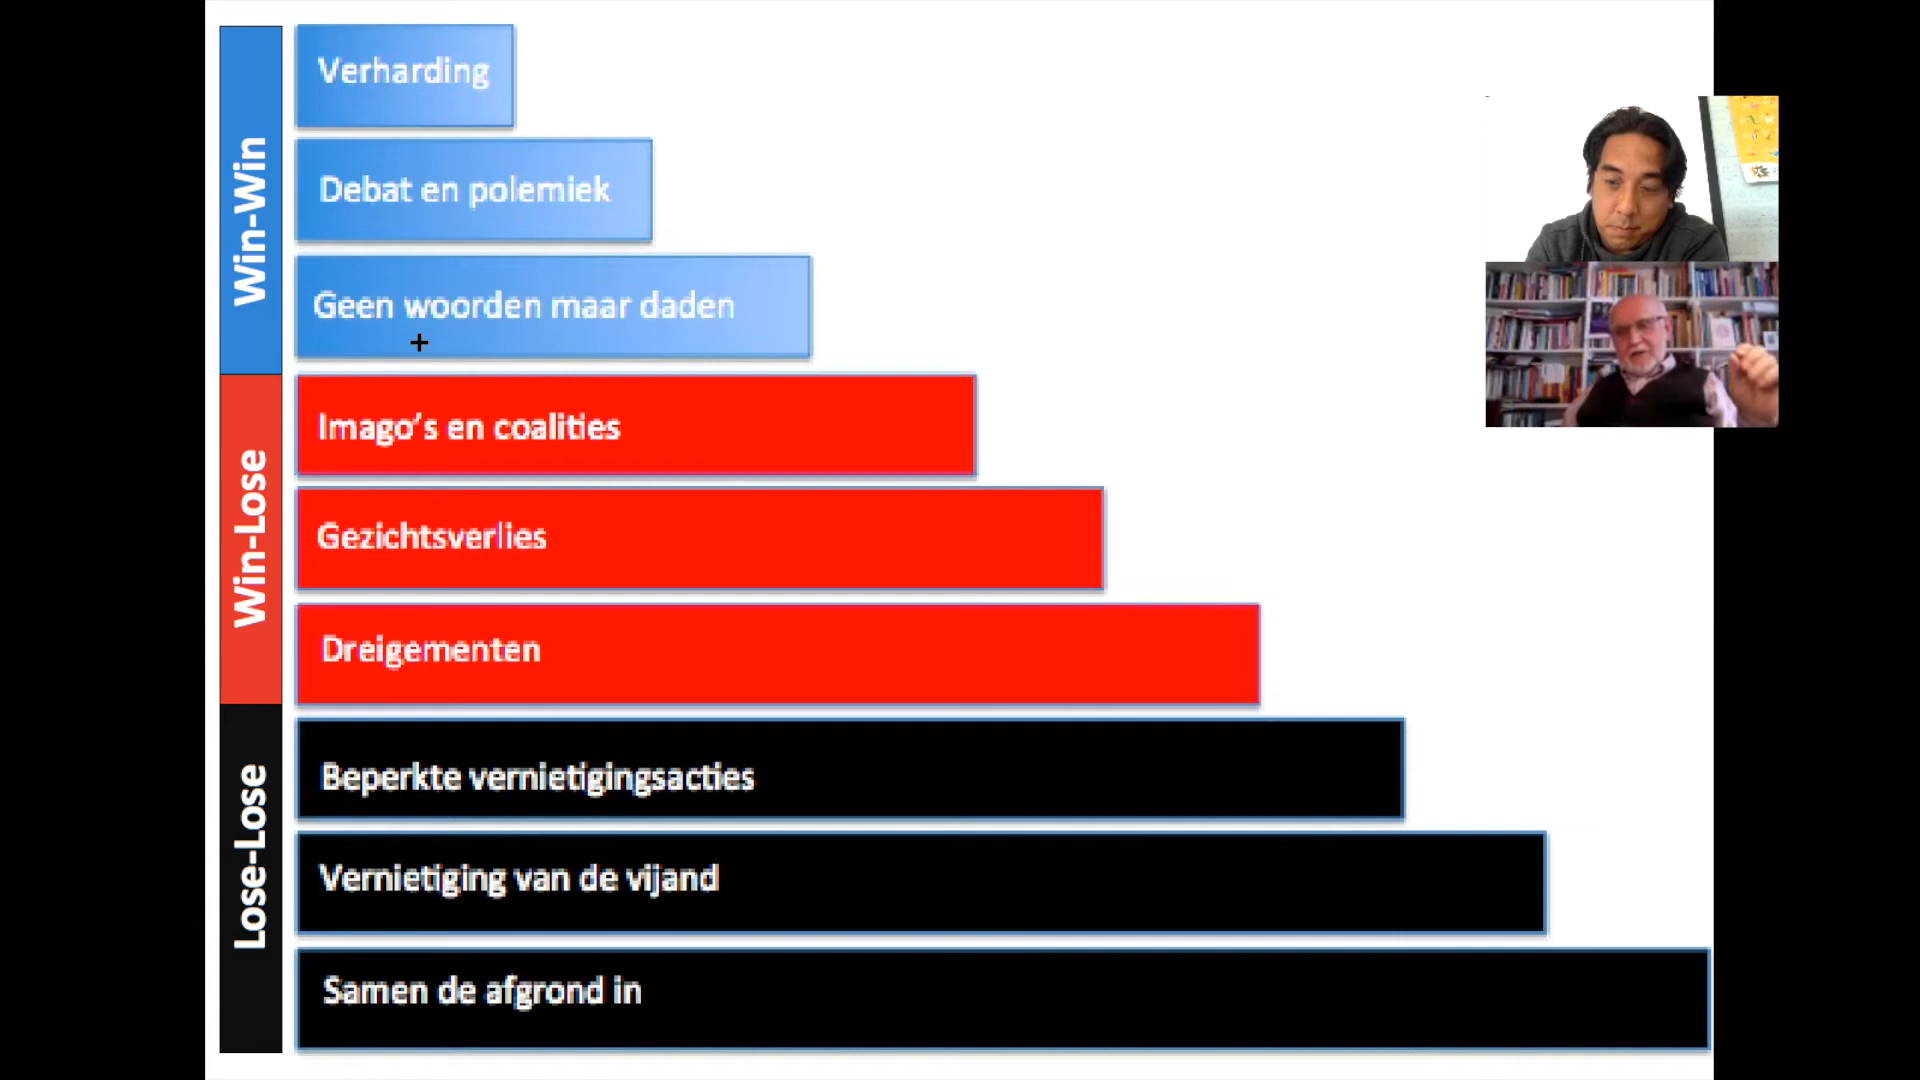 Win-Win
Verharding
Debat en polemiek
Geen woorden maar daden
Win-Lose
Imago's en coalities
Gezichtsverlies
Dreigementen
Lose-Lose
Beperkte vernietigingsacties
Vernietiging van de vijand
Samen de afgrond in